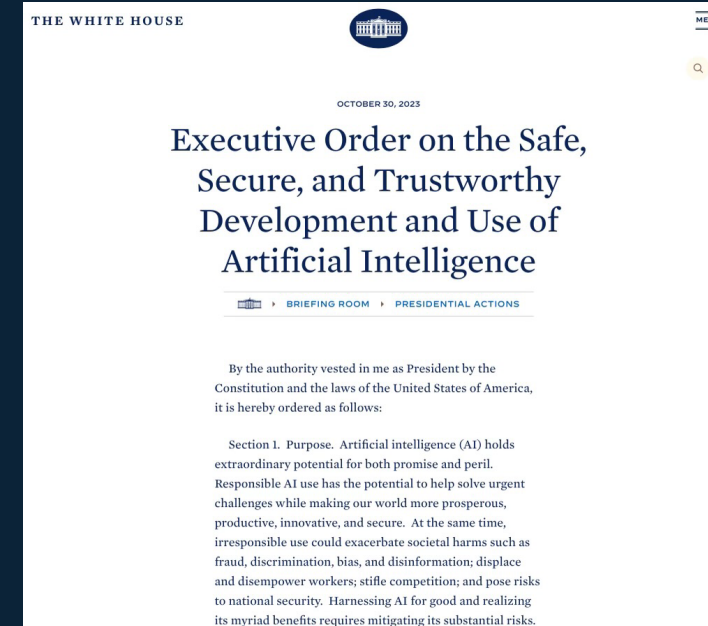 THE WHITE HOUSE
ME
OCTOBER 30, 2023
Executive Order on the Safe,
Secure, and Trustworthy
Development and Use of
Artificial Intelligence
BRIEFING ROOM
PRESIDENTIAL ACTIONS
By the authority vested in me as President by the
Constitution and the laws of the United States of America,
it is hereby ordered as follows:
Section 1. Purpose. Artificial intelligence (AI) holds
extraordinary potential for both promise and peril.
Responsible AI use has the potential to help solve urgent
challenges while making our world more prosperous,
productive, innovative, and secure. At the same time,
irresponsible use could exacerbate societal harms such as
fraud, discrimination, bias, and disinformation; displace
and disempower workers; stifle competition; and pose risks
to national security. Harnessing AI for good and realizing
its myriad benefits requires mitigating its substantial risks.